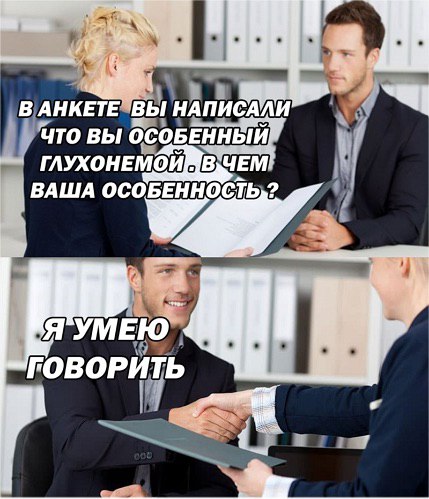 В АНКЕТЕ ВЫ НАПИСАЛИ
ЧТО ВЫ ОСОБЕННЫЙ
ГЛУХОНЕМОЙ . В ЧЕМ
ВАША ОСОБЕННОСТЬ ?
Я УМЕЮ
ГОВОРИТЬ